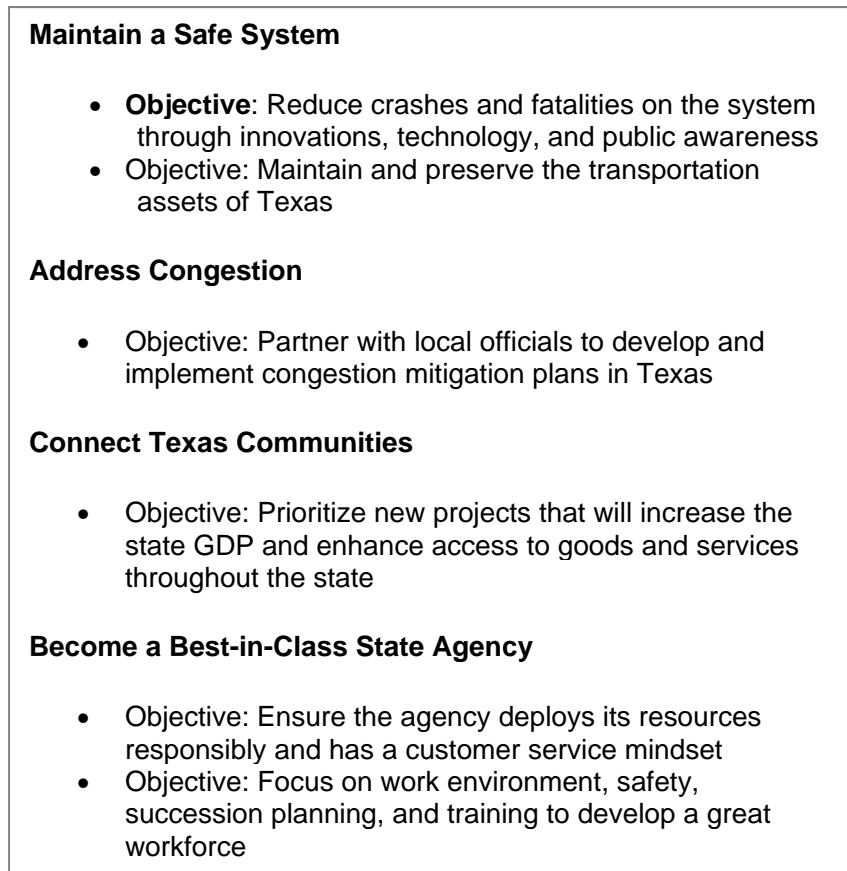 Maintain a Safe System
• Objective: Reduce crashes and fatalities on the system
through innovations, technology, and public awareness
• Objective: Maintain and preserve the transportation
assets of Texas
Address Congestion
• Objective: Partner with local officials to develop and
implement congestion mitigation plans in Texas
Connect Texas Communities
• Objective: Prioritize new projects that will increase the
state GDP and enhance access to goods and services
throughout the state
Become a Best-in-Class State Agency
• Objective: Ensure the agency deploys its resources
responsibly and has a customer service mindset
• Objective: Focus on work environment, safety,
succession planning, and training to develop a great
workforce